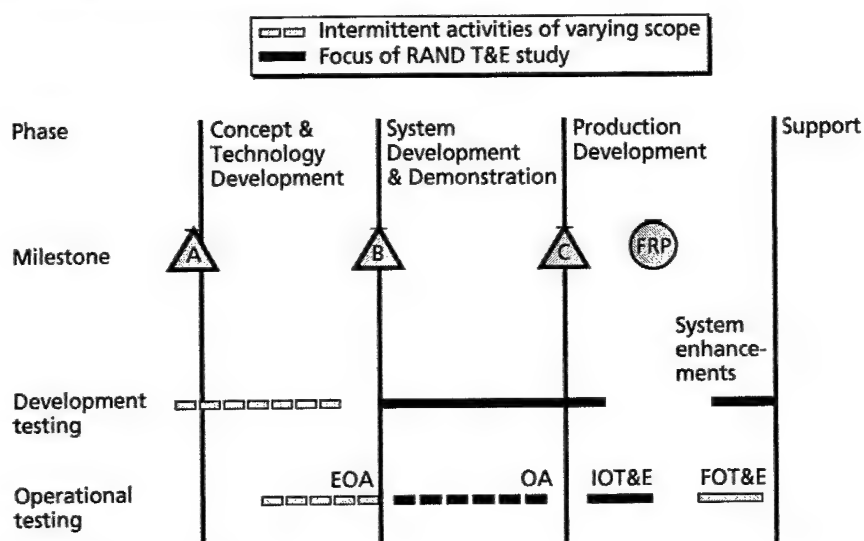 Intermittent activities of varying scope
Focus of RAND T&E study
Phase
Concept &
Technology
Development
System
Development
& Demonstration
Production
Development
Support
Milestone
A
B
C
FRP
System
enhance-
ments
Development
testing
EOA
OA
IOT&E
FOT&E
Operational
testing